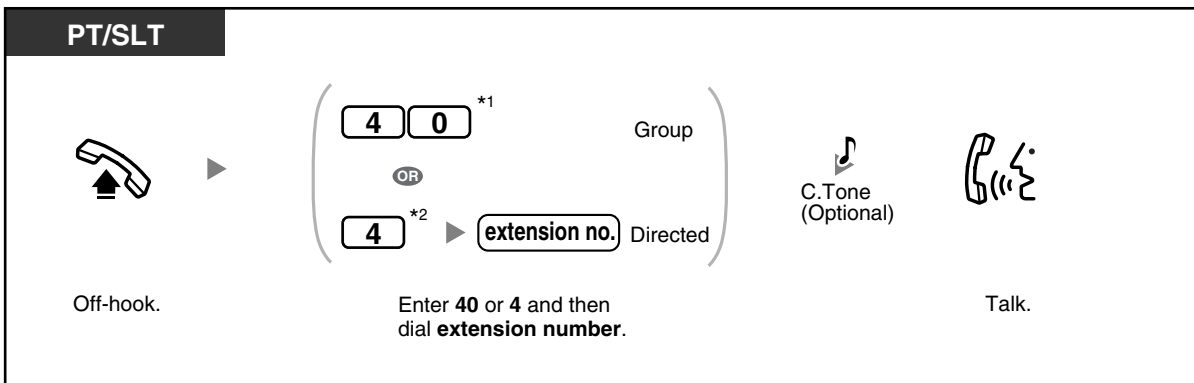 PT/SLT
4 0 *1 Group
OR
4 *2 extension no. Directed
C.Tone
(Optional)
Off-hook.
Enter 40 or 4 and then
dial extension number.
Talk.